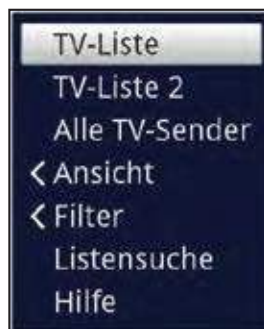 TV-Liste
TV-Liste 2
Alle TV-Sender
< Ansicht
< Filter
Listensuche
Hilfe